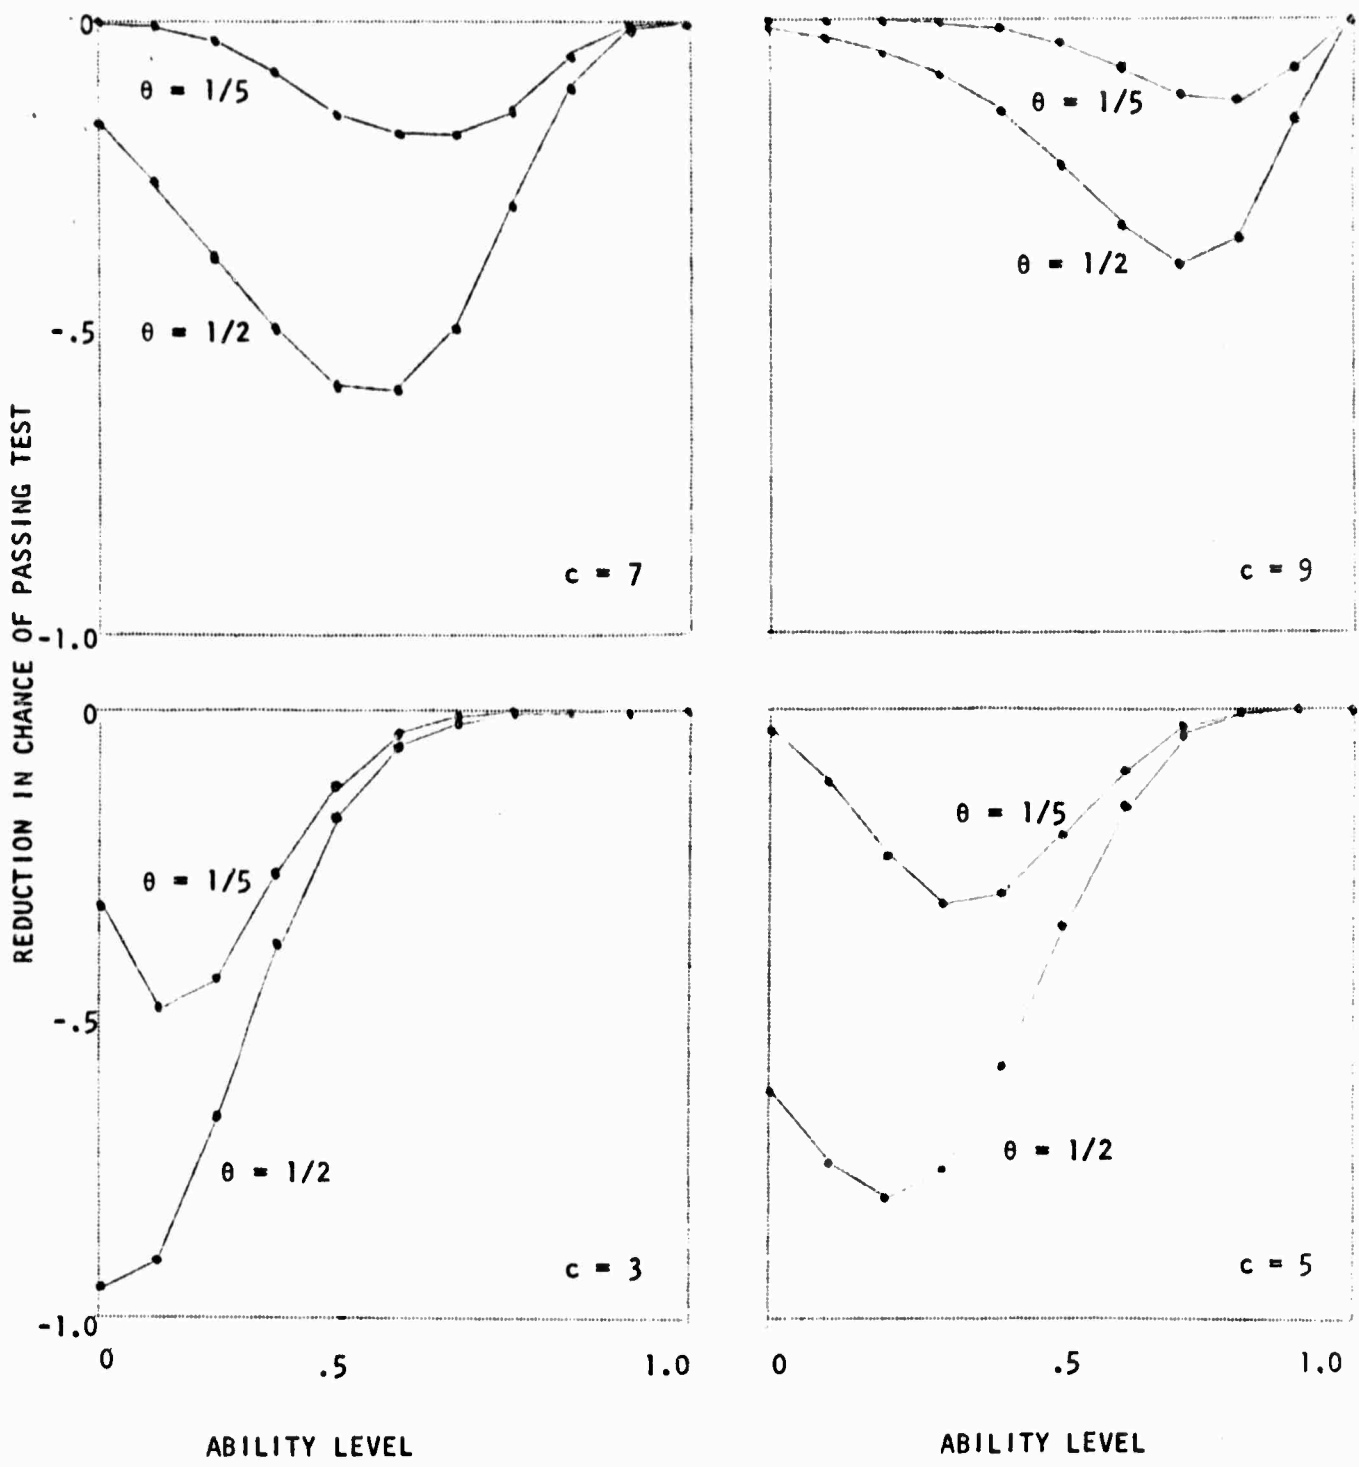 REDUCTION IN CHANCE OF PASSING TEST
0
-.5
-1.0
θ = 1/5
θ = 1/2
c = 7
θ = 1/5
θ = 1/2
c = 9
0
-.5
-1.0
θ = 1/5
θ = 1/2
c = 3
θ = 1/5
θ = 1/2
c = 5
0 .5 1.0
0 .5 1.0
ABILITY LEVEL
ABILITY LEVEL